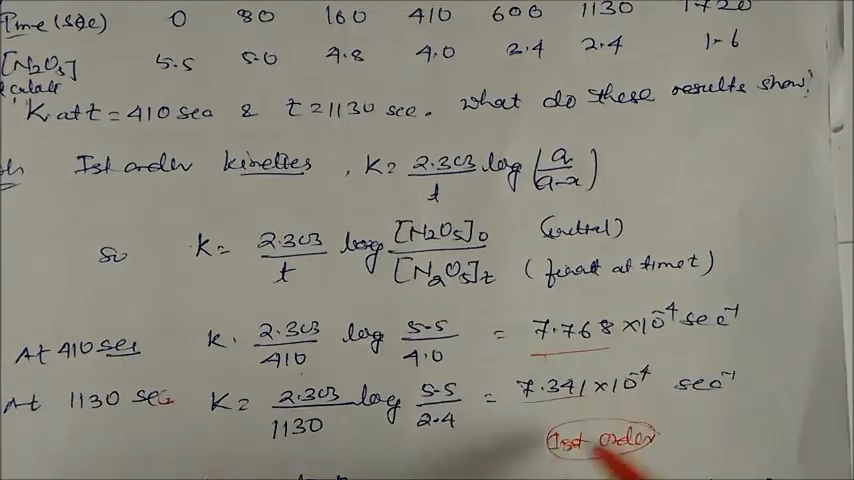 Time (sec) 0 80 160 410 600 1130 1720
[N2O5] 5.5 5.0 4.8 4.0 2.4 2.4 1.6
K at t = 410 sec & t = 1130 sec. What do these results show?
Ist order kinetics, K = 2.303/t log (a/a-x)
so K = 2.303/t log [N2O5]0/[N2O5]t (initial) (final at time t)
At 410 sec K. 2.303/410 log 5.5/4.0 = 7.768 × 10^-4 sec^-1
At 1130 sec K = 2.303/1130 log 5.5/2.4 = 7.341 × 10^-4 sec^-1
Ist order